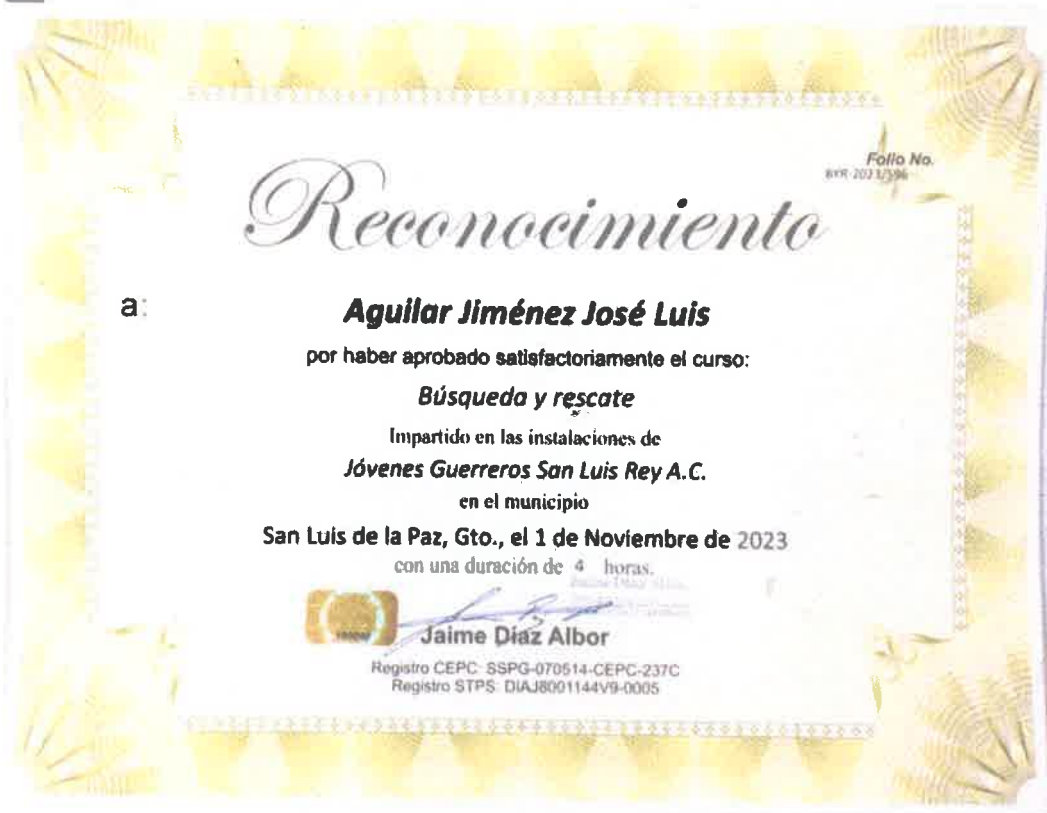 Folio No.
BYR-2023/596
Reconocimiento
a:
Aguilar Jiménez José Luis
por haber aprobado satisfactoriamente el curso:
Búsqueda y rescate
Impartido en las instalaciones de
Jóvenes Guerreros San Luis Rey A.C.
en el municipio
San Luis de la Paz, Gto., el 1 de Noviembre de 2023
con una duración de 4 horas.
Jaime Díaz Albor
Registro CEPC: SSPG-070514-CEPC-237C
Registro STPS: DIAJ8001144V9-0005